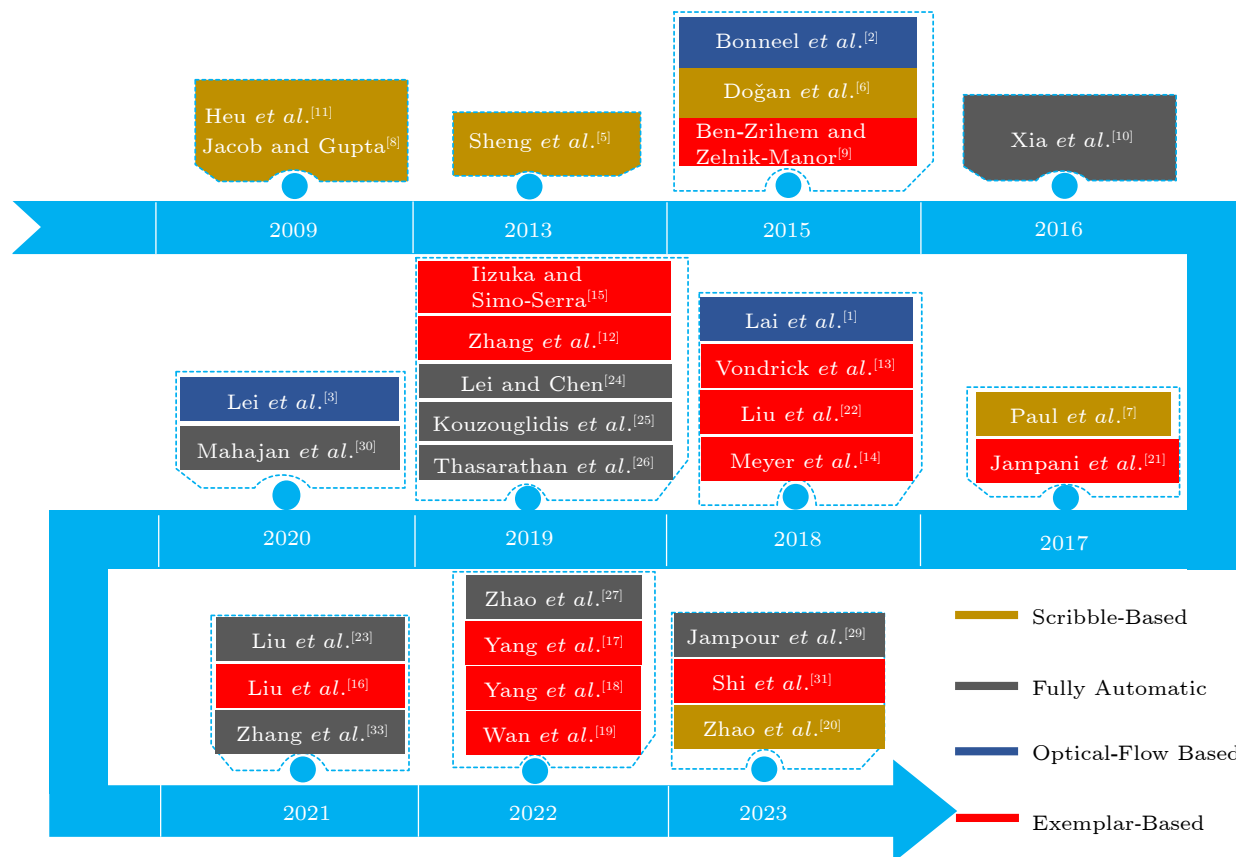 Heu et al.[11]
Jacob and Gupta[8]
Sheng et al.[5]
Bonneel et al.[2]
Doğan et al.[6]
Ben-Zrihem and
Zelnik-Manor[9]
Xia et al.[10]
2009
2013
2015
2016
Lei et al.[3]
Mahajan et al.[30]
Iizuka and
Simo-Serra[15]
Zhang et al.[12]
Lei and Chen[24]
Kouzouglidis et al.[25]
Thasarathan et al.[26]
Lai et al.[1]
Vondrick et al.[13]
Liu et al.[22]
Meyer et al.[14]
Paul et al.[7]
Jampani et al.[21]
2020
2019
2018
2017
Liu et al.[23]
Liu et al.[16]
Zhang et al.[33]
Zhao et al.[27]
Yang et al.[17]
Yang et al.[18]
Wan et al.[19]
Jampour et al.[29]
Shi et al.[31]
Zhao et al.[20]
2021
2022
2023
Scribble-Based
Fully Automatic
Optical-Flow Based
Exemplar-Based